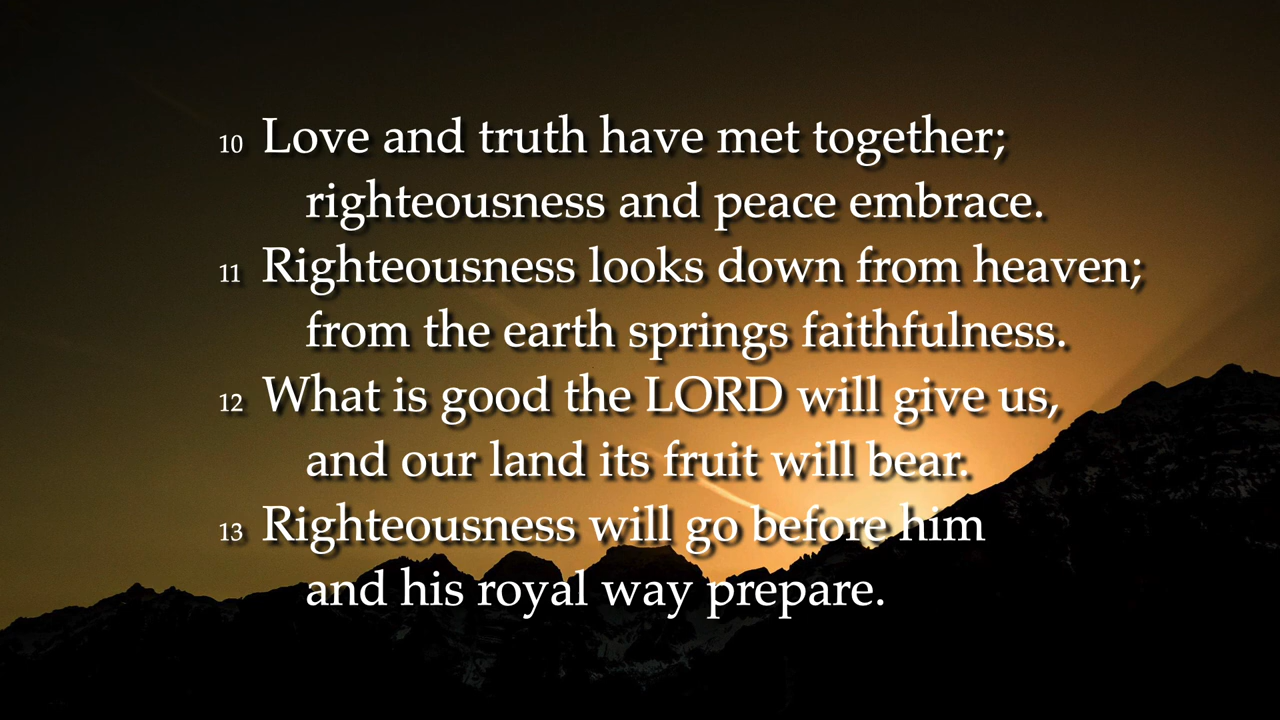 10 Love and truth have met together;
righteousness and peace embrace.
11 Righteousness looks down from heaven;
from the earth springs faithfulness.
12 What is good the LORD will give us,
and our land its fruit will bear.
13 Righteousness will go before him
and his royal way prepare.